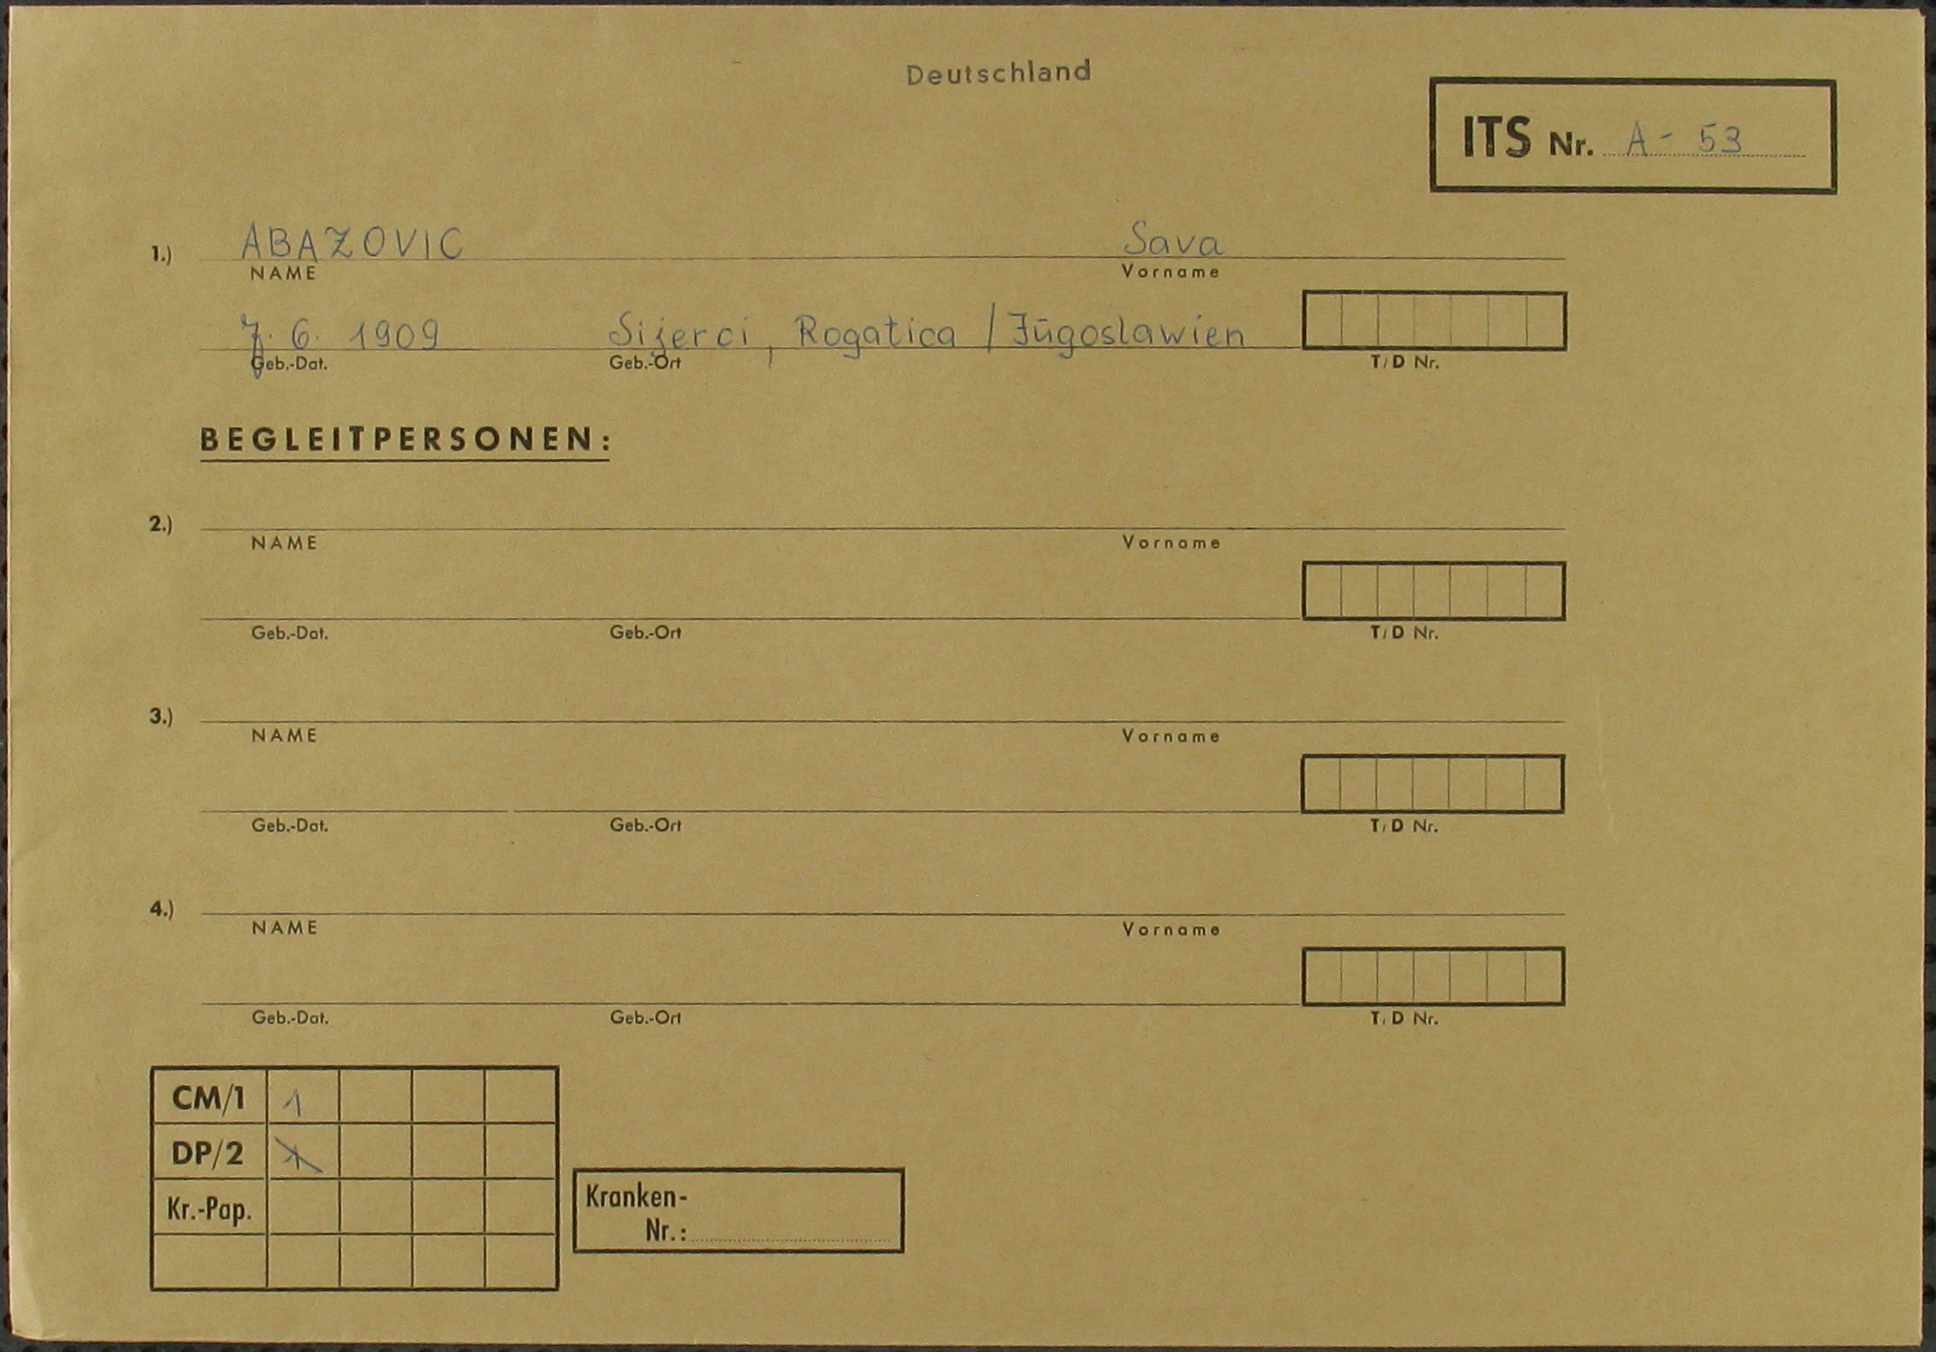 Deutschland
ITS Nr. A - 53
1.) ABAZOVIC Sava
NAME Vorname
7. 6. 1909 Sijerci, Rogatica / Jugoslawien
Geb.-Dat. Geb.-Ort T/D Nr.
BEGLEITPERSONEN:
2.)
NAME Vorname
Geb.-Dat. Geb.-Ort T/D Nr.
3.)
NAME Vorname
Geb.-Dat. Geb.-Ort T/D Nr.
4.)
NAME Vorname
Geb.-Dat. Geb.-Ort T/D Nr.
CM/1 1
DP/2 1
Kr.-Pap.
Kranken-
Nr.: